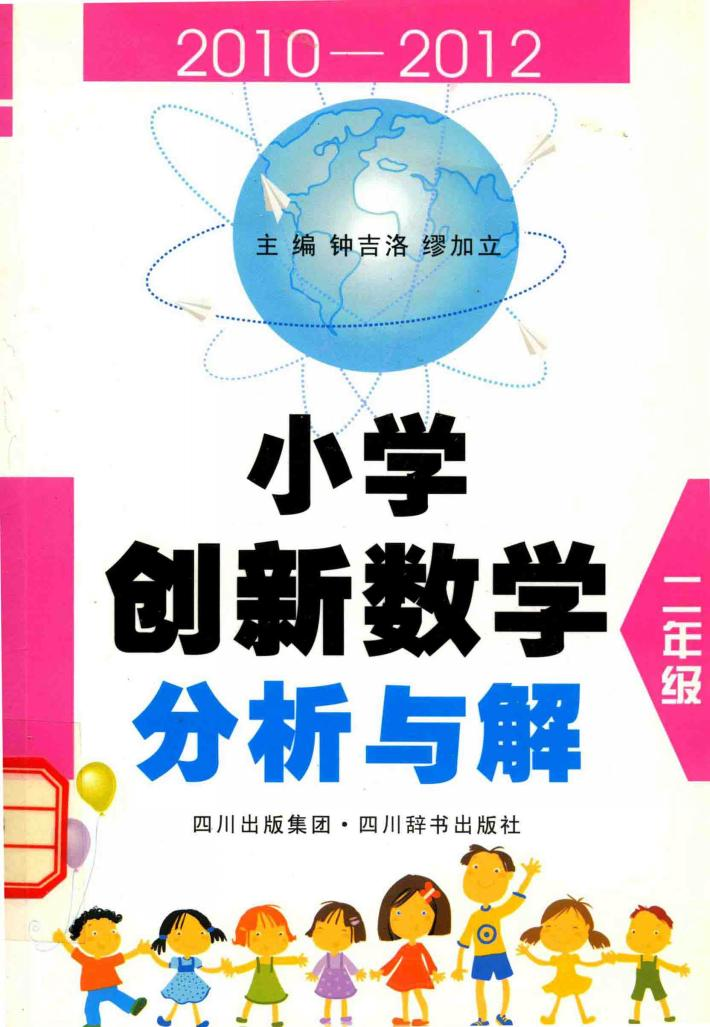 2010—2012
主 编 钟吉洛 缪加立
小学
创新数学
分析与解
二年级
四川出版集团·四川辞书出版社